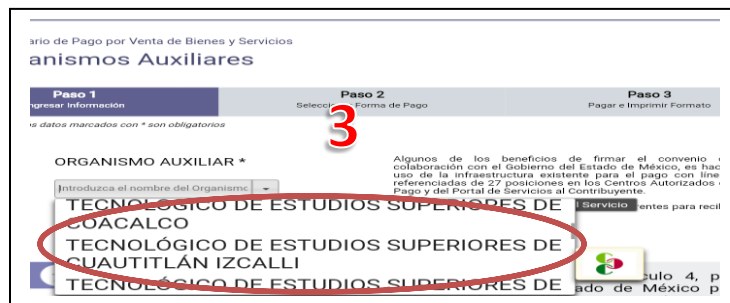 ario de Pago por Venta de Bienes y Servicios
anismos Auxiliares
Paso 1
ngresar Información
Paso 2
Seleccionar Forma de Pago
Paso 3
Pagar e Imprimir Formato
s datos marcados con * son obligatorios
3
ORGANISMO AUXILIAR *
Introduzca el nombre del Organismo
Algunos de los beneficios de firmar el convenio
colaboración con el Gobierno del Estado de México, es hac
uso de la infraestructura existente para el pago con líne
referenciadas de 27 posiciones en los Centros Autorizados
Pago y del Portal de Servicios al Contribuyente.
l Servicio
entes para recil
TECNOLÓGICO DE ESTUDIOS SUPERIORES DE
COACALCO
TECNOLÓGICO DE ESTUDIOS SUPERIORES DE
CUAUTITLÁN IZCALLI
TECNOLÓGICO DE ESTUDIOS SUPERIORES DE
culo 4, p
ado de México p